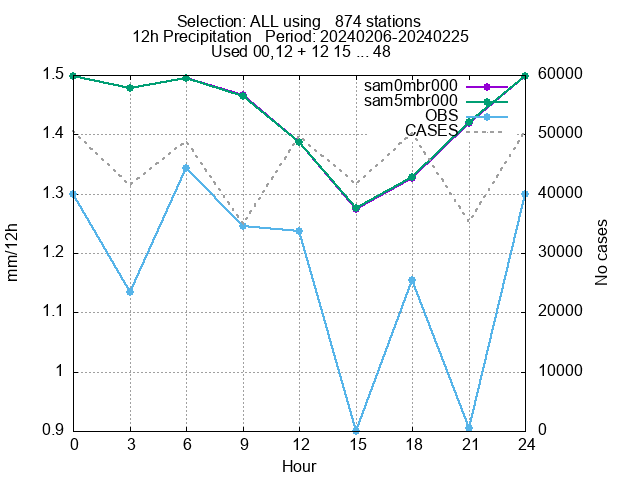 Selection: ALL using   874 stations
12h Precipitation   Period: 20240206-20240225
Used 00,12 + 12 15 ... 48
1.5
1.4
1.3
1.2
1.1
1
0.9
mm/12h
sam0mbr000
sam5mbr000
OBS
CASES
60000
50000
40000
30000
20000
10000
0
No cases
0 3 6 9 12 15 18 21 24
Hour